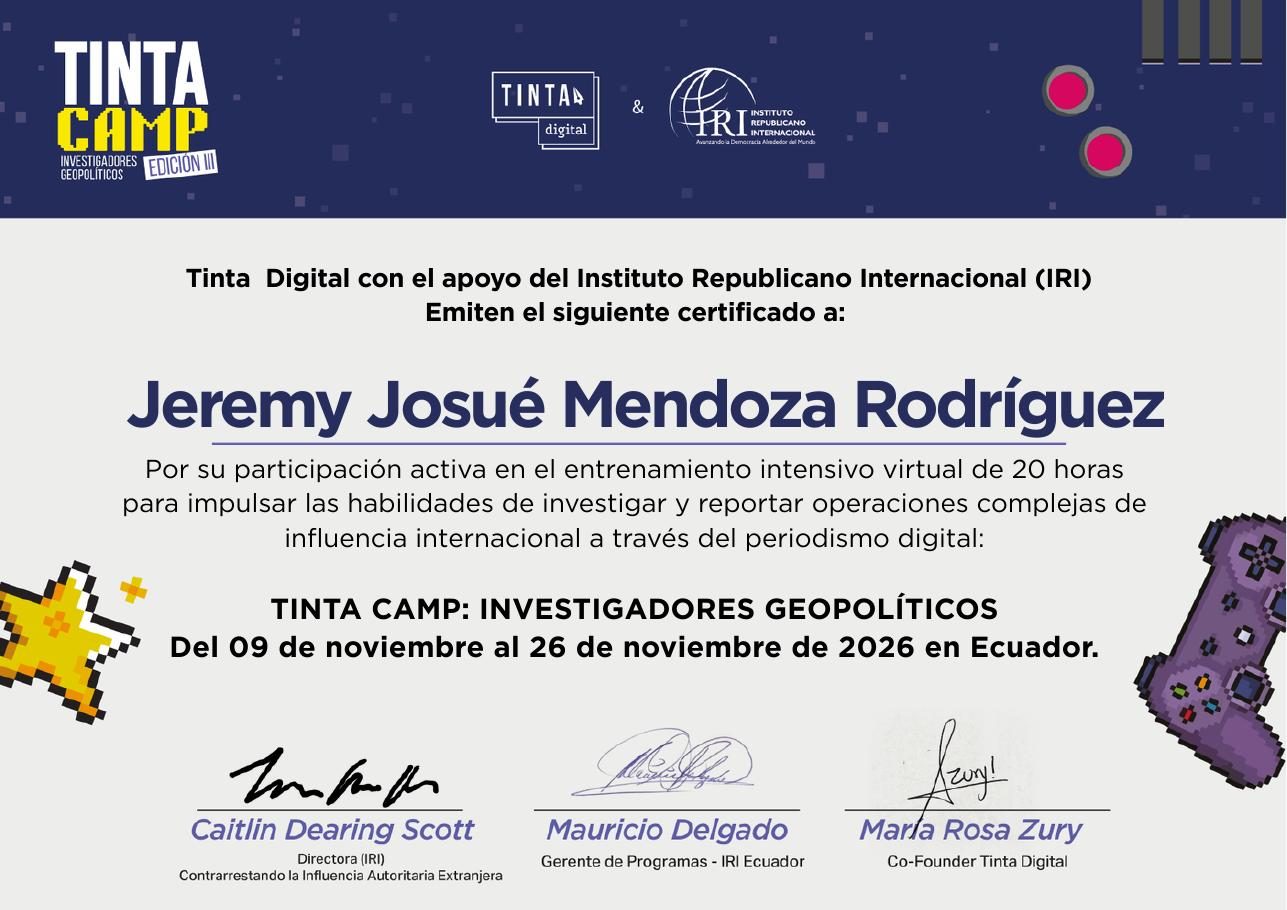 TINTA
CAMP
INVESTIGADORES
GEOPOLÍTICOS
EDICIÓN III
TINTA
digital
&
IRI
INSTITUTO
REPUBLICANO
INTERNACIONAL
Avanzando la Democracia Alrededor del Mundo
Tinta Digital con el apoyo del Instituto Republicano Internacional (IRI)
Emiten el siguiente certificado a:
Jeremy Josué Mendoza Rodríguez
Por su participación activa en el entrenamiento intensivo virtual de 20 horas
para impulsar las habilidades de investigar y reportar operaciones complejas de
influencia internacional a través del periodismo digital:
TINTA CAMP: INVESTIGADORES GEOPOLÍTICOS
Del 09 de noviembre al 26 de noviembre de 2026 en Ecuador.
Azury!
Caitlin Dearing Scott
Directora (IRI)
Contrarrestando la Influencia Autoritaria Extranjera
Mauricio Delgado
Gerente de Programas - IRI Ecuador
María Rosa Zury
Co-Founder Tinta Digital